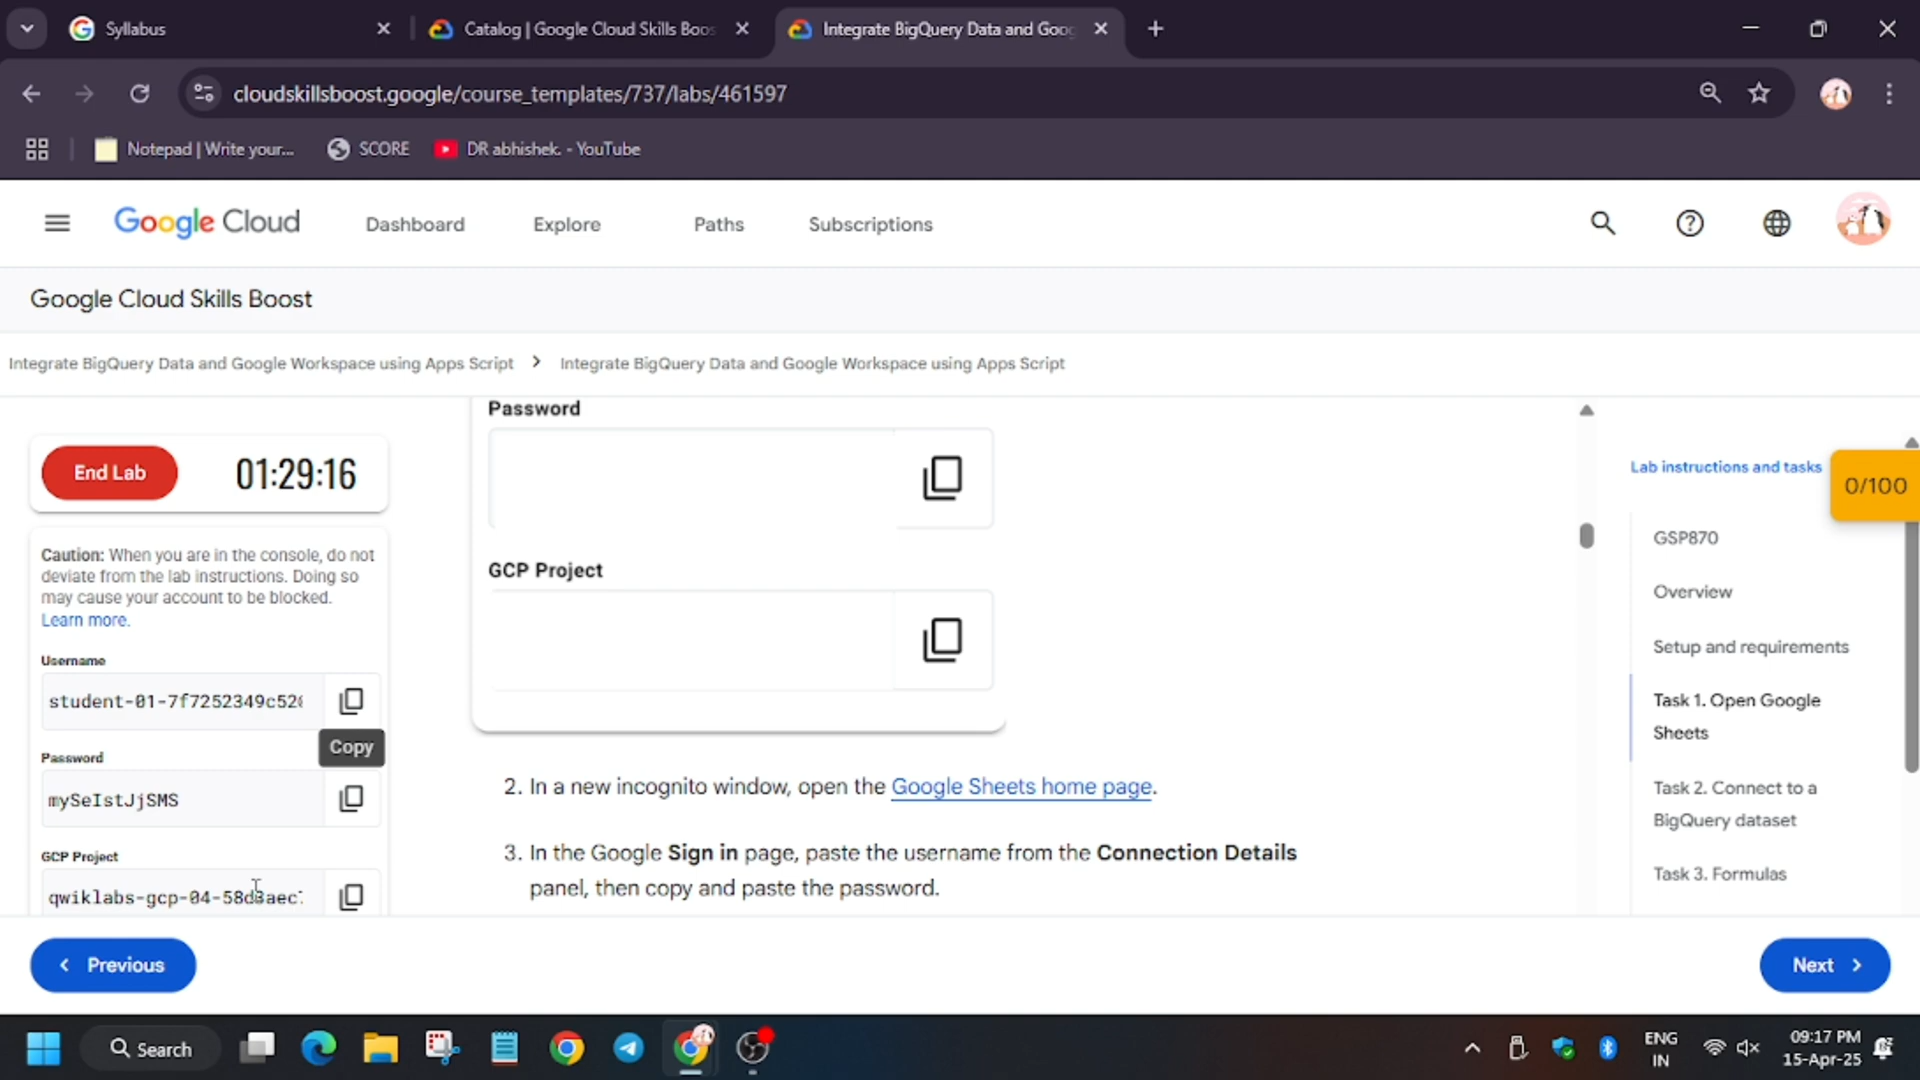 Syllabus
Catalog | Google Cloud Skills Boos
Integrate BigQuery Data and Goog
cloudskillsboost.google/course_templates/737/labs/461597
Notepad | Write your...
SCORE
DR abhishek. - YouTube
Google Cloud
Dashboard
Explore
Paths
Subscriptions
Google Cloud Skills Boost
Integrate BigQuery Data and Google Workspace using Apps Script
Integrate BigQuery Data and Google Workspace using Apps Script
End Lab
01:29:16
Caution: When you are in the console, do not
deviate from the lab instructions. Doing so
may cause your account to be blocked.
Learn more.
Username
student-01-7f7252349c52
Copy
Password
mySeIstJjSMS
GCP Project
qwiklabs-gcp-04-58d3aec
Password
GCP Project
2. In a new incognito window, open the Google Sheets home page.
3. In the Google Sign in page, paste the username from the Connection Details
panel, then copy and paste the password.
Lab instructions and tasks
0/100
GSP870
Overview
Setup and requirements
Task 1. Open Google
Sheets
Task 2. Connect to a
BigQuery dataset
Task 3. Formulas
Previous
Next
Search
ENG
IN
09:17 PM
15-Apr-25